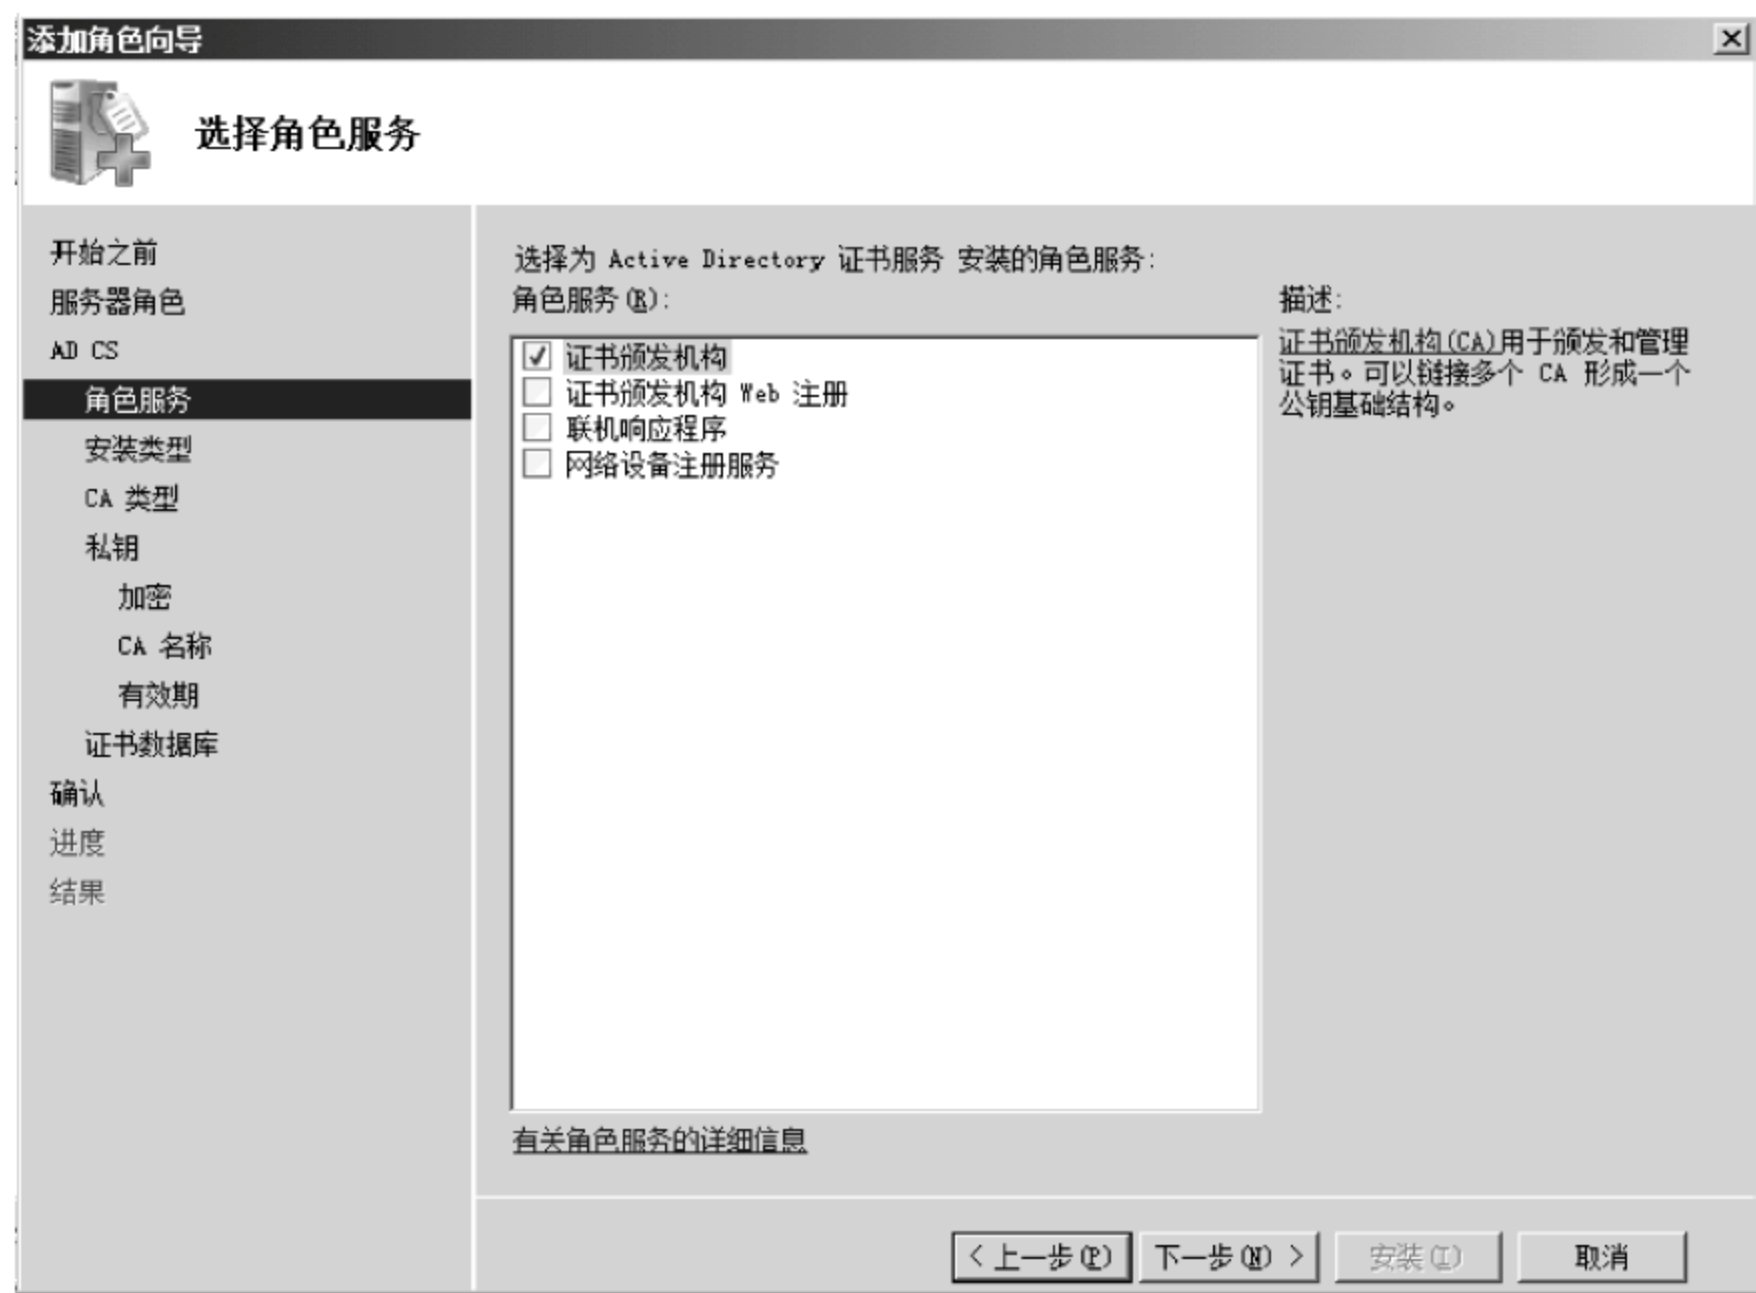 添加角色向导
选择角色服务
开始之前
服务器角色
AD CS
角色服务
安装类型
CA 类型
私钥
加密
CA 名称
有效期
证书数据库
确认
进度
结果
选择为 Active Directory 证书服务 安装的角色服务:
角色服务(R):
证书颁发机构
证书颁发机构 Web 注册
联机响应程序
网络设备注册服务
有关角色服务的详细信息
描述:
证书颁发机构(CA)用于颁发和管理
证书。可以链接多个 CA 形成一个
公钥基础结构。
< 上一步(P)
下一步(N) >
安装(I)
取消